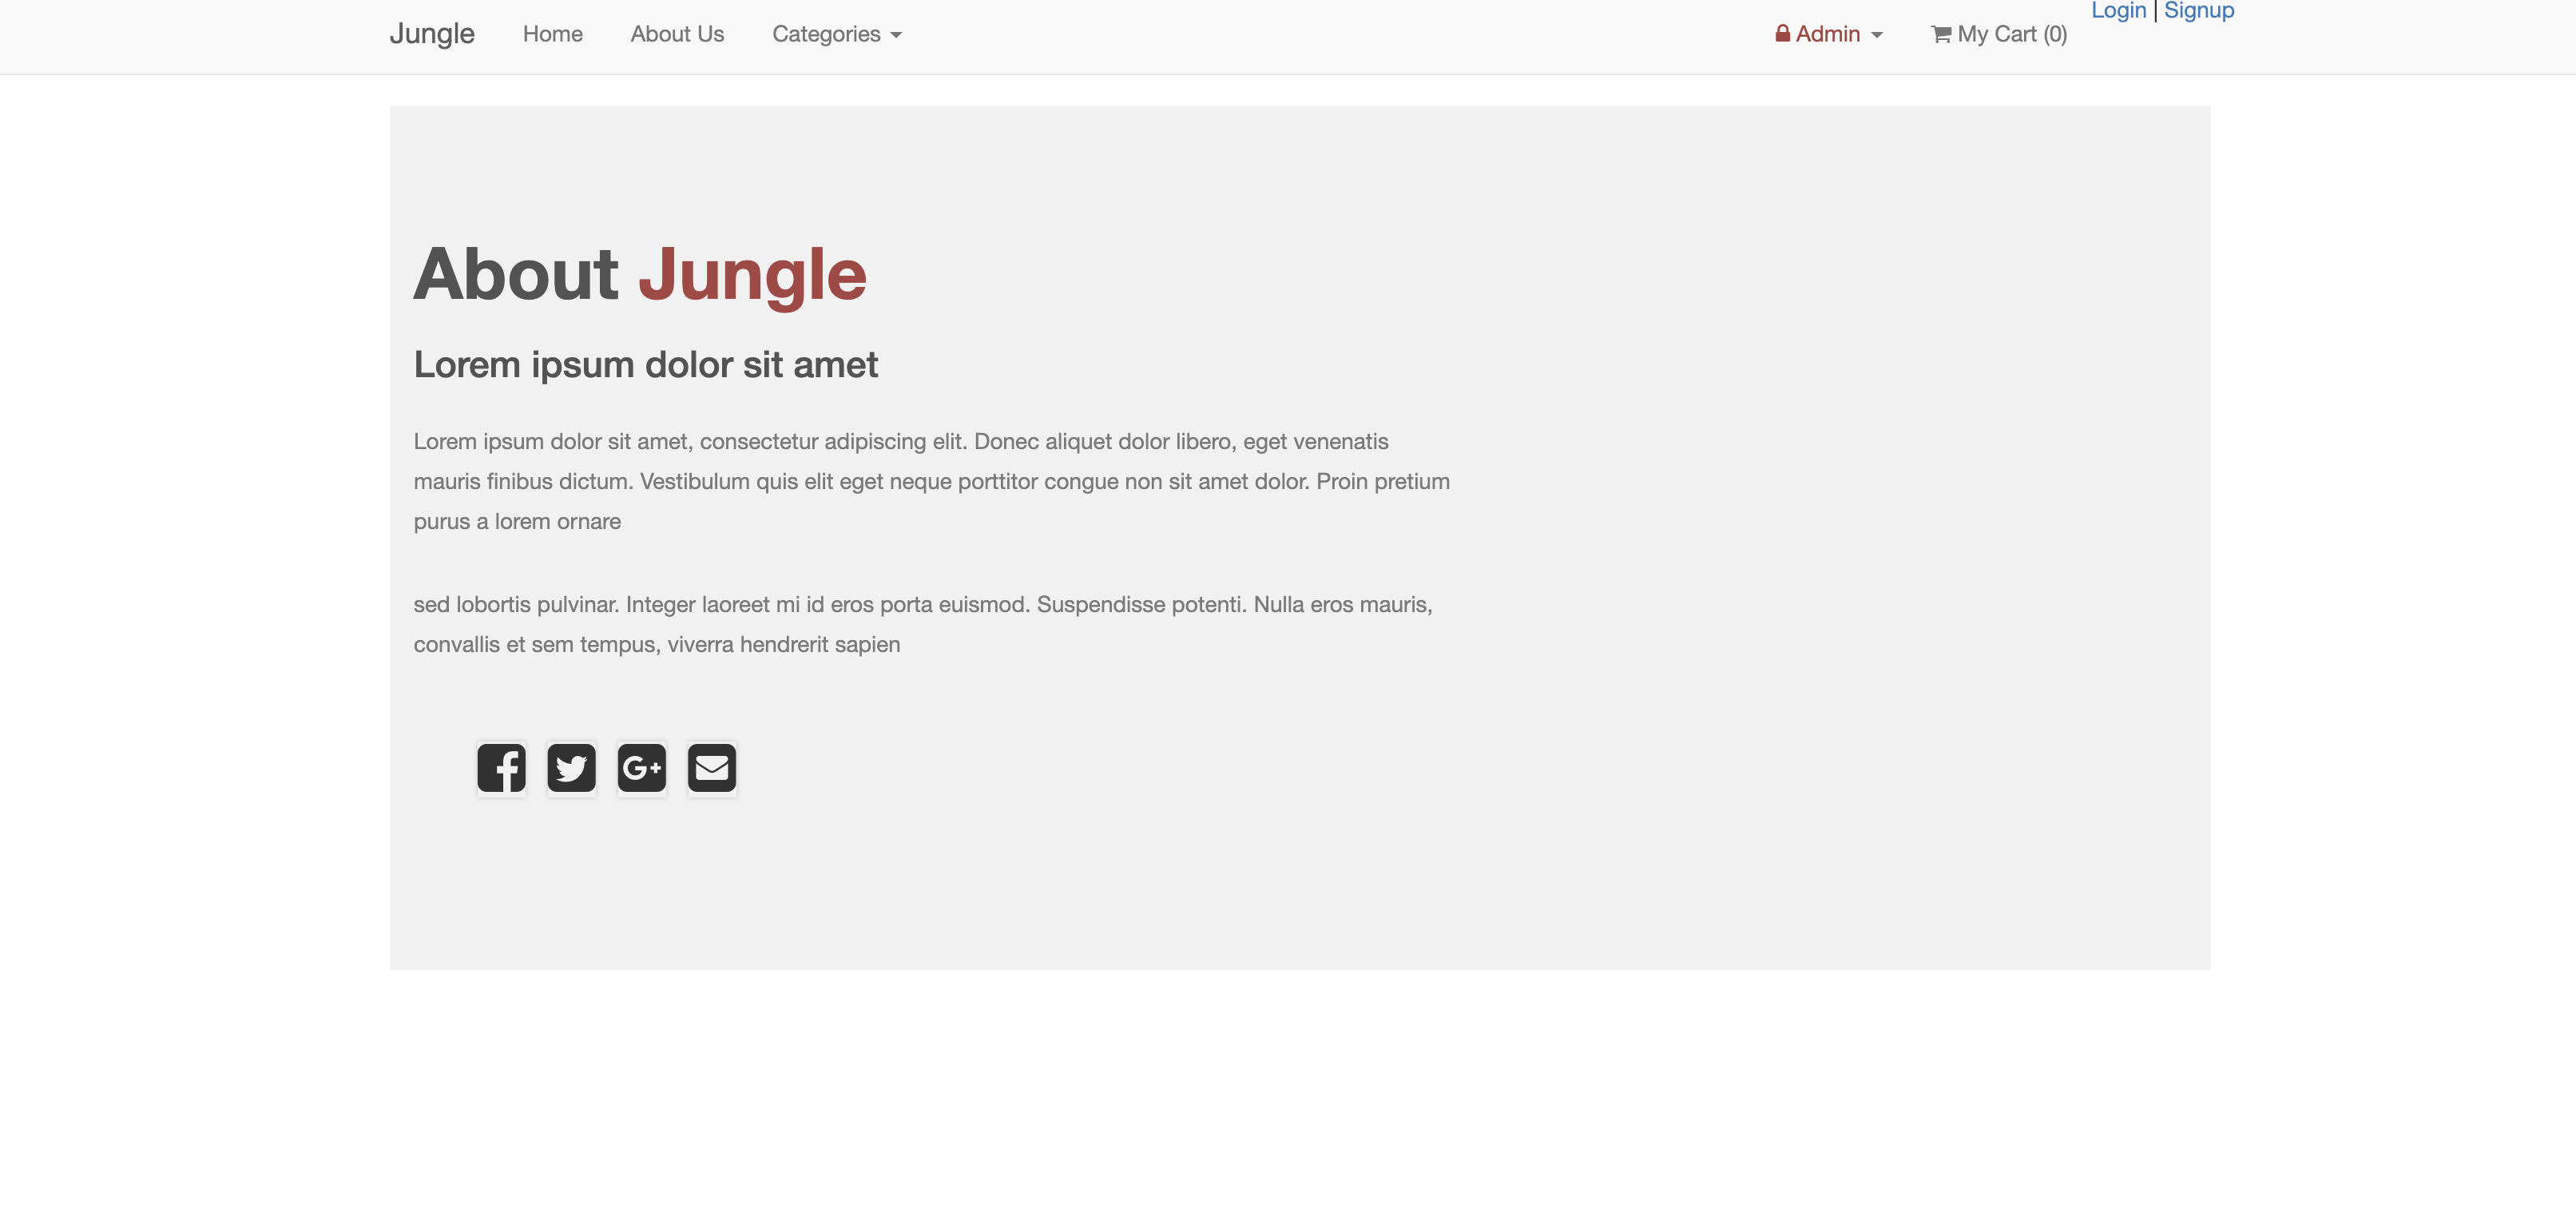 Jungle Home About Us Categories Admin My Cart (0) Login | Signup
About Jungle
Lorem ipsum dolor sit amet
Lorem ipsum dolor sit amet, consectetur adipiscing elit. Donec aliquet dolor libero, eget venenatis
mauris finibus dictum. Vestibulum quis elit eget neque porttitor congue non sit amet dolor. Proin pretium
purus a lorem ornare
sed lobortis pulvinar. Integer laoreet mi id eros porta euismod. Suspendisse potenti. Nulla eros mauris,
convallis et sem tempus, viverra hendrerit sapien